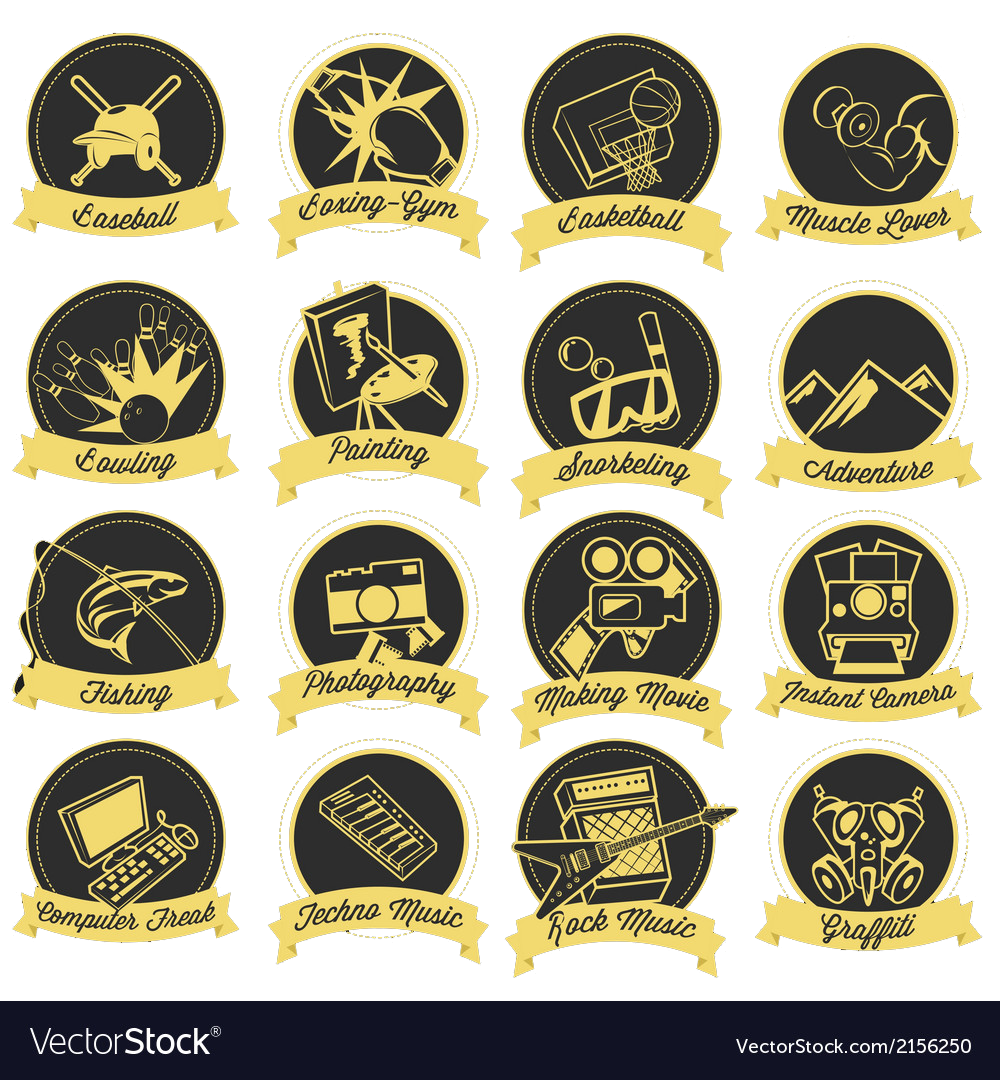 Baseball
Boxing-Gym
Basketball
Muscle Lover
Bowling
Painting
Snorkeling
Adventure
Fishing
Photography
Making Movie
Instant Camera
Computer Freak
Techno Music
Rock Music
Graffiti
VectorStock®
VectorStock.com/2156250